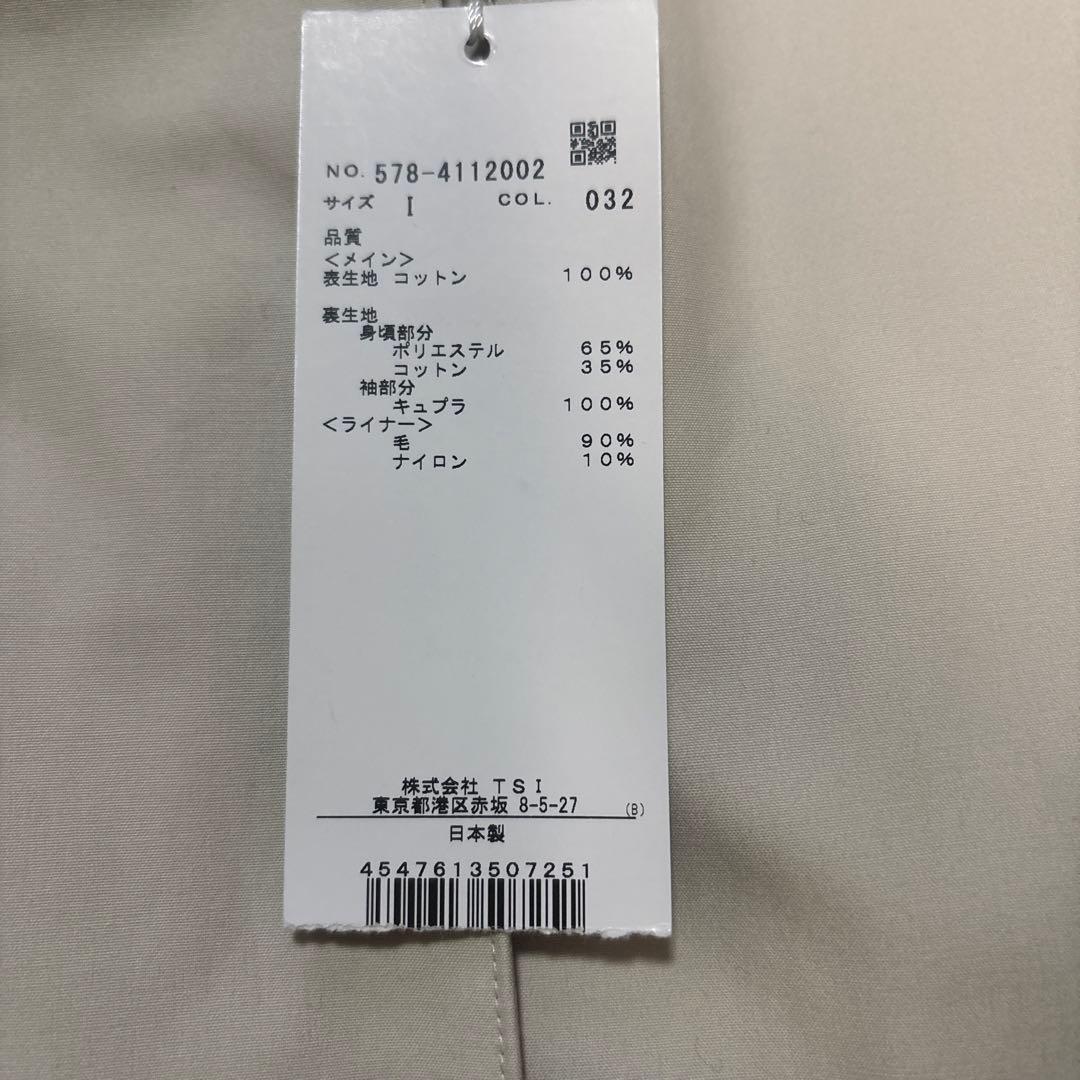 NO. 578-4112002
サイズ I COL. 032
品質
<メイン>
表生地 コットン 100%
裏生地
身頃部分
ポリエステル 65%
コットン 35%
袖部分
キュプラ 100%
<ライナー>
毛 90%
ナイロン 10%
株式会社 TSI
東京都港区赤坂 8-5-27 (B)
日本製
4547613507251